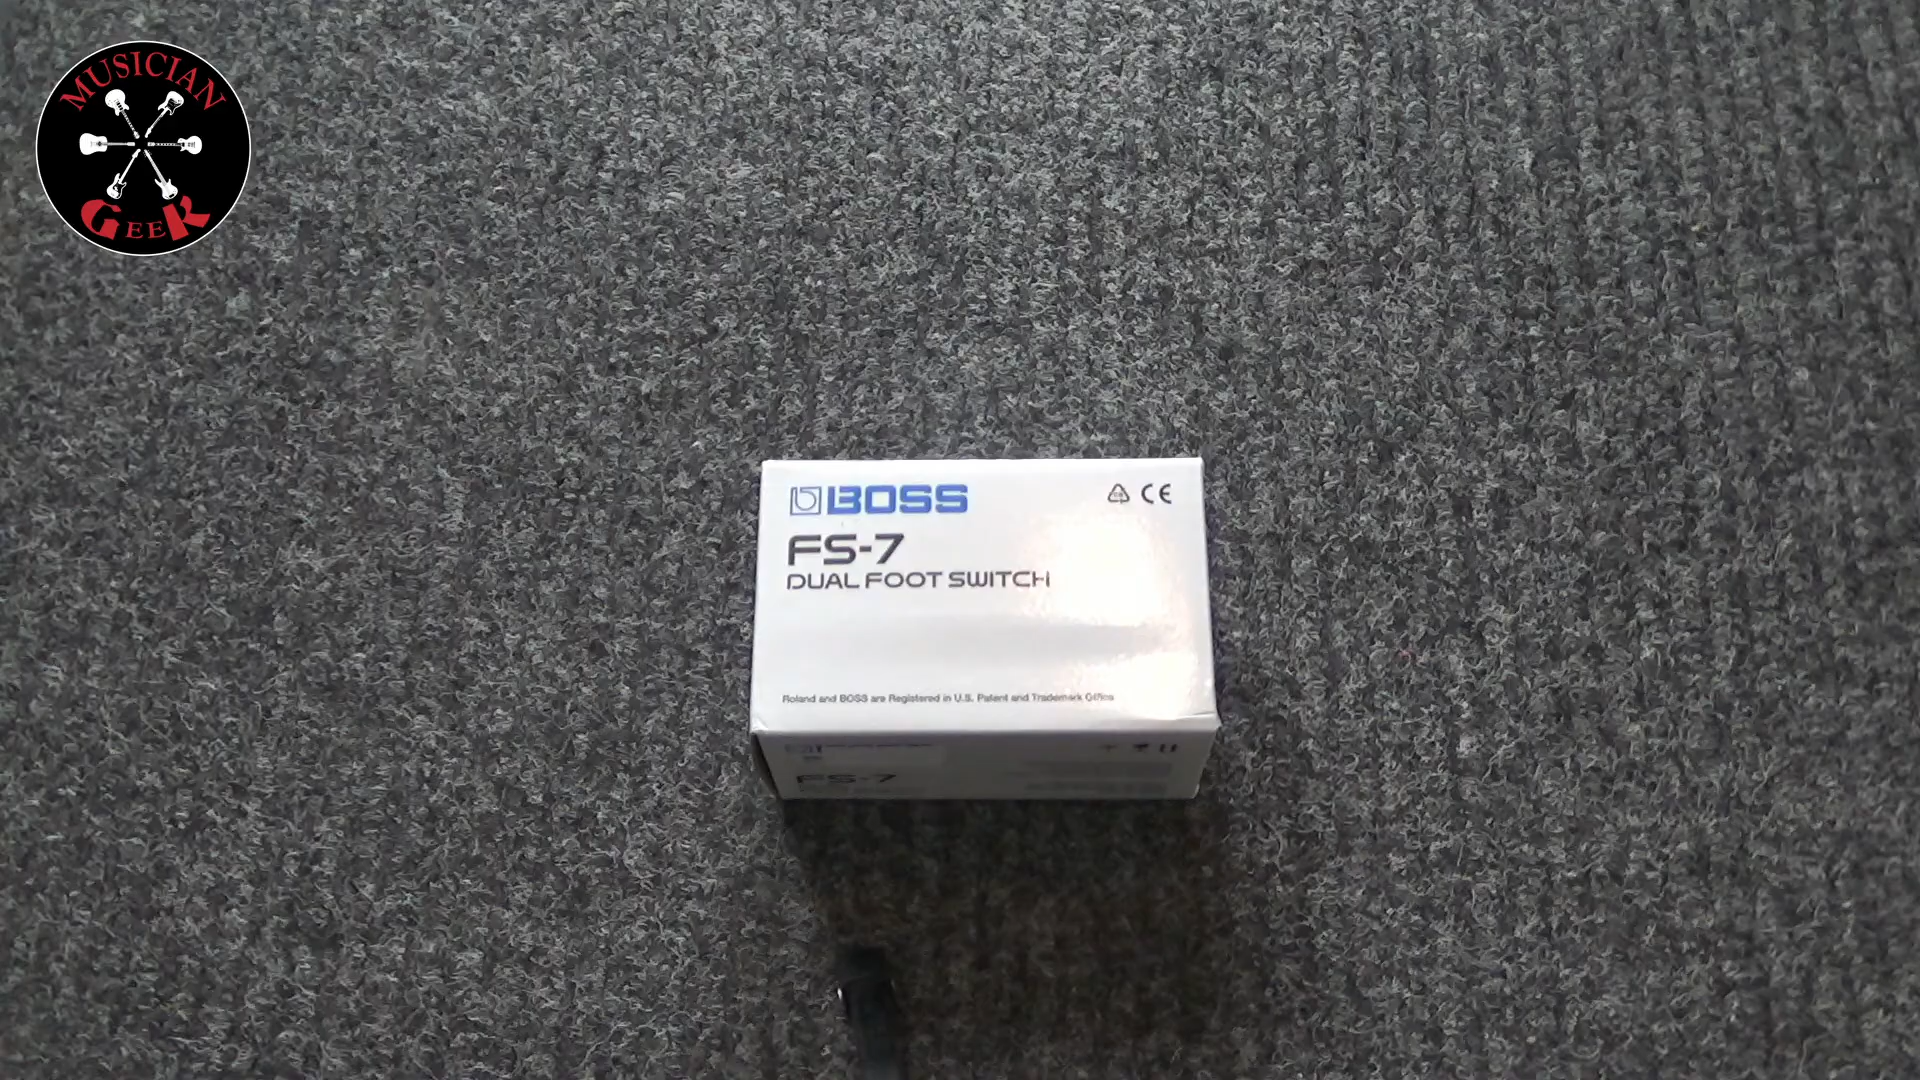 MUSICIAN
GEEK
BOSS
CE
FS-7
DUAL FOOT SWITCH
Roland and BOSS are Registered in U.S. Patent and Trademark Office
FS-7